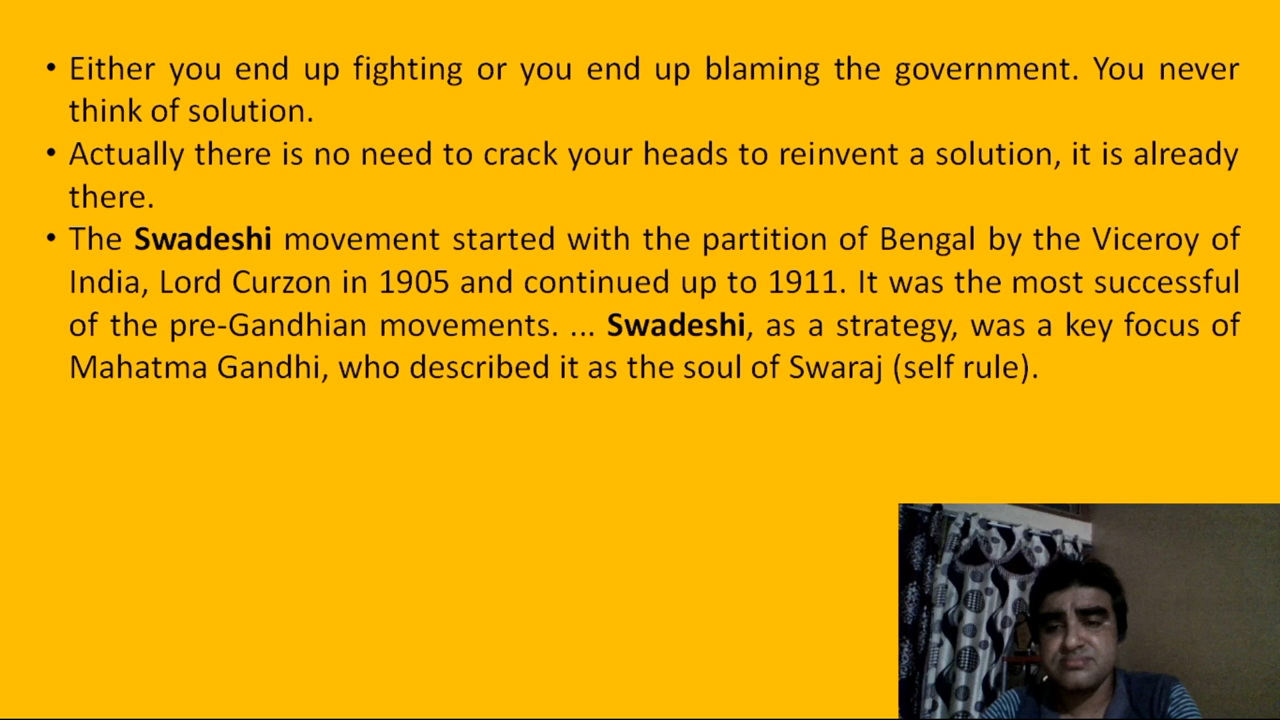 • Either you end up fighting or you end up blaming the government. You never
think of solution.
• Actually there is no need to crack your heads to reinvent a solution, it is already
there.
• The Swadeshi movement started with the partition of Bengal by the Viceroy of
India, Lord Curzon in 1905 and continued up to 1911. It was the most successful
of the pre-Gandhian movements. ... Swadeshi, as a strategy, was a key focus of
Mahatma Gandhi, who described it as the soul of Swaraj (self rule).